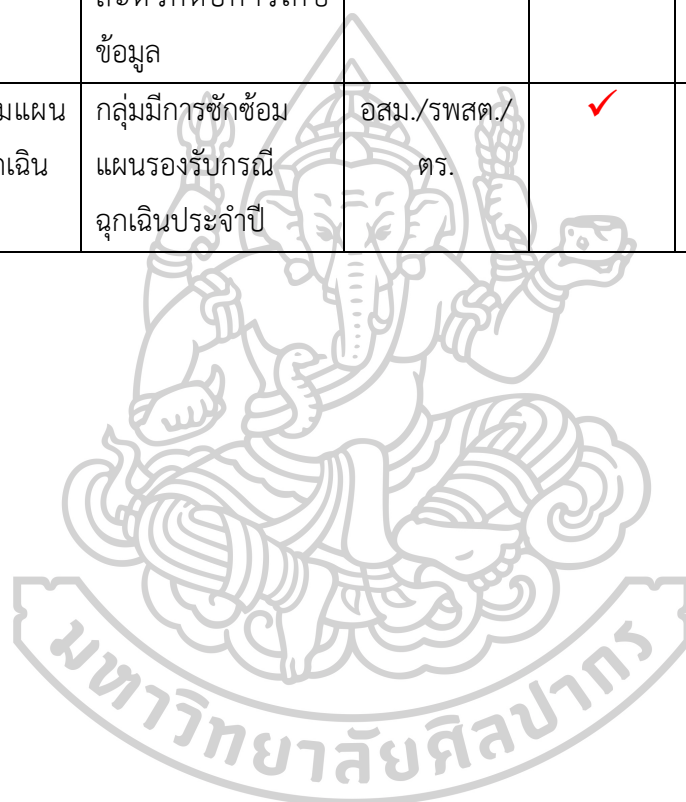 ข้อมูล
กลุ่มมีการซักซ้อม อสม./รพสต./ ✓
แผนรองรับกรณี ตร.
ฉุกเฉินประจำปี
มหาวิทยาลัยศิลปากร